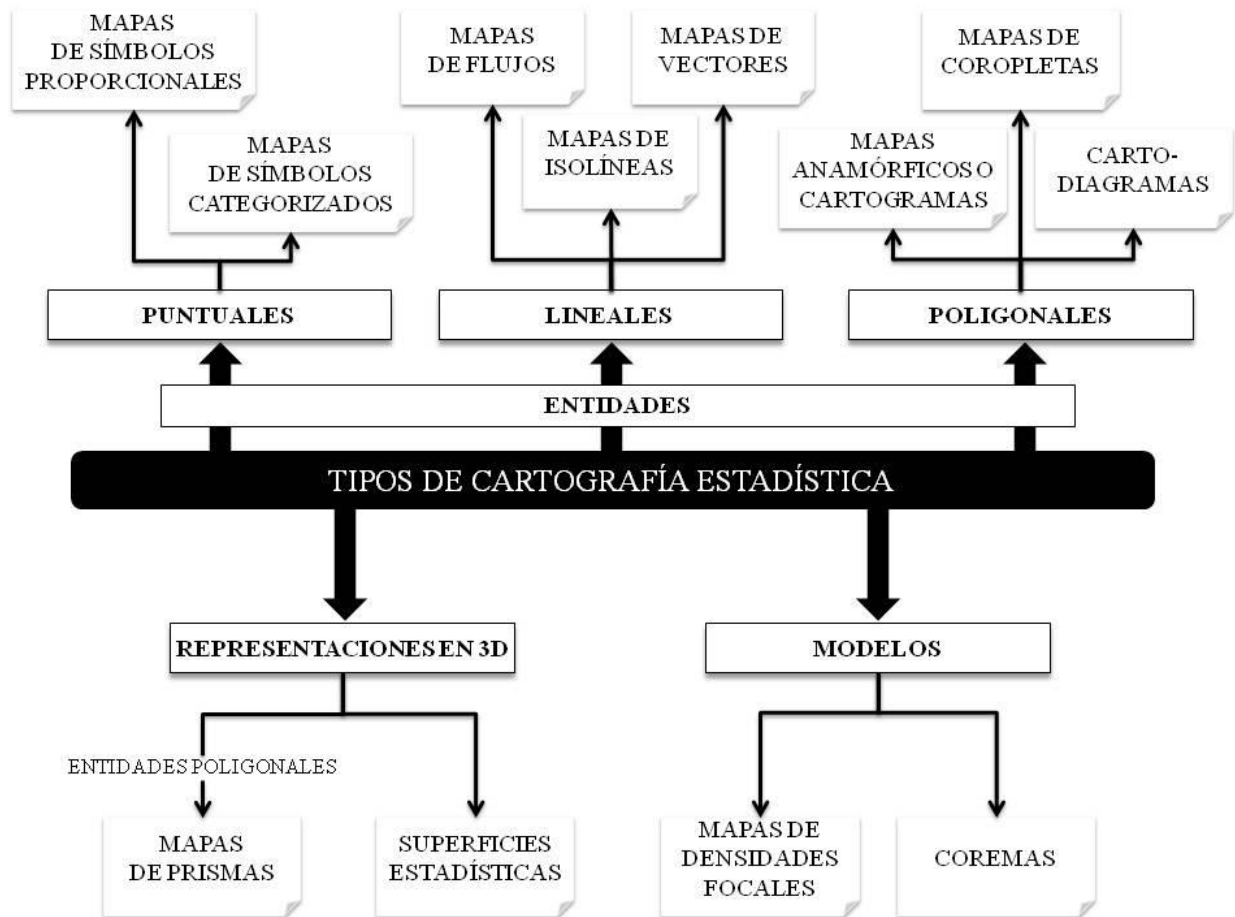 MAPAS
DE SÍMBOLOS
PROPORCIONALES
MAPAS
DE SÍMBOLOS
CATEGORIZADOS
MAPAS
DE FLUJOS
MAPAS DE
ISOLÍNEAS
MAPAS DE
VECTORES
MAPAS DE
COROPLETAS
MAPAS
ANAMÓRFICOS O
CARTOGRAMAS
CARTO-
DIAGRAMAS
PUNTUALES
LINEALES
POLIGONALES
ENTIDADES
TIPOS DE CARTOGRAFÍA ESTADÍSTICA
REPRESENTACIONES EN 3D
MODELOS
ENTIDADES POLIGONALES
MAPAS
DE PRISMAS
SUPERFICIES
ESTADÍSTICAS
MAPAS DE
DENSIDADES
FOCALES
COREMAS